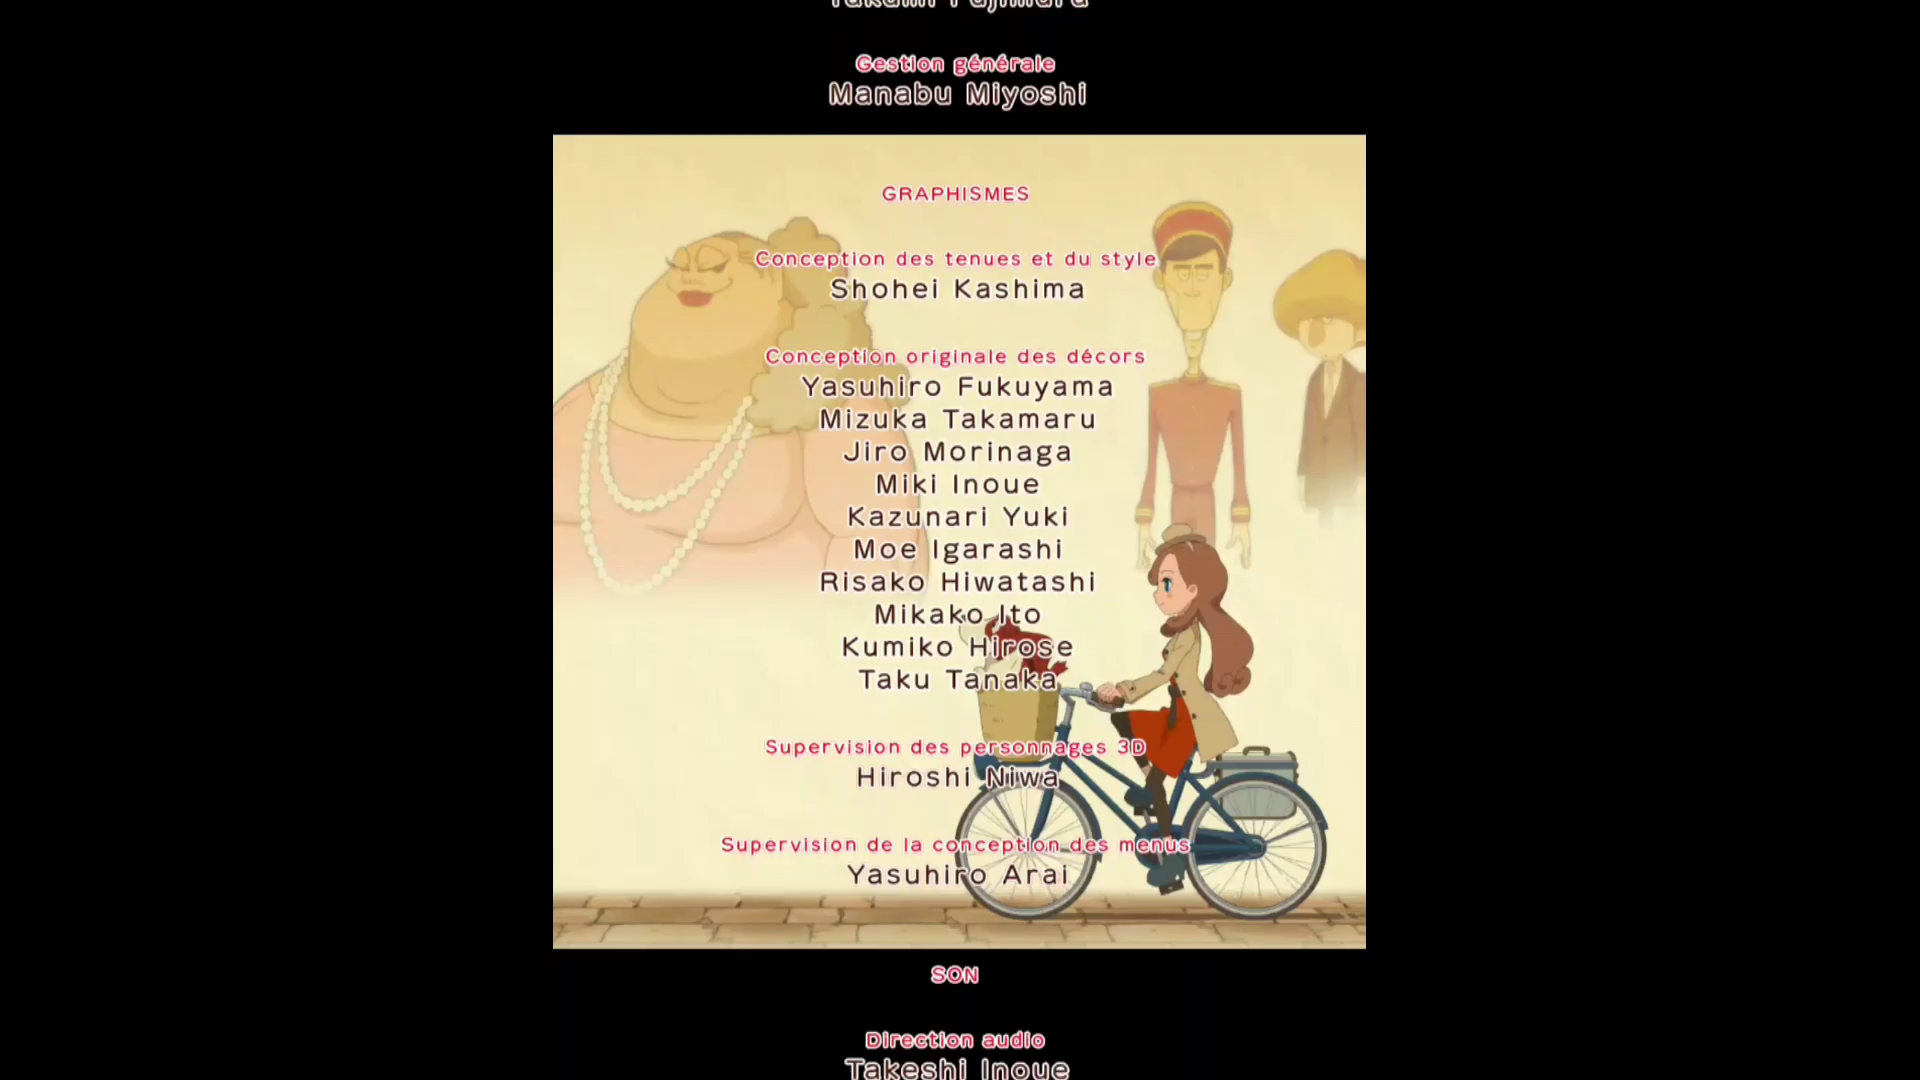 Takumi Fujimura
Gestion générale
Manabu Miyoshi
GRAPHISMES
Conception des tenues et du style
Shohei Kashima
Conception originale des décors
Yasuhiro Fukuyama
Mizuka Takamaru
Jiro Morinaga
Miki Inoue
Kazunari Yuki
Moe Igarashi
Risako Hiwatashi
Mikako Ito
Kumiko Hirose
Taku Tanaka
Supervision des personnages 3D
Hiroshi Niwa
Supervision de la conception des menus
Yasuhiro Arai
SON
Direction audio
Takeshi Inoue